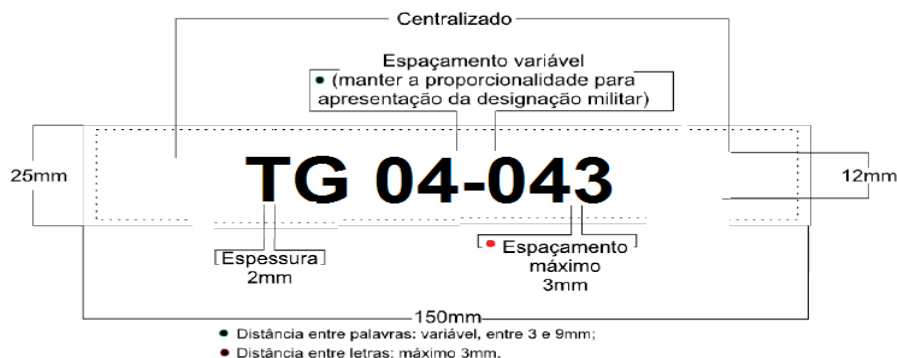 Centralizado
Espaçamento variável
• (manter a proporcionalidade para
apresentação da designação militar)
25mm
TG 04-043
12mm
Espessura
2mm
• Espaçamento
máximo
3mm
150mm
• Distância entre palavras: variável, entre 3 e 9mm;
• Distância entre letras: máximo 3mm.